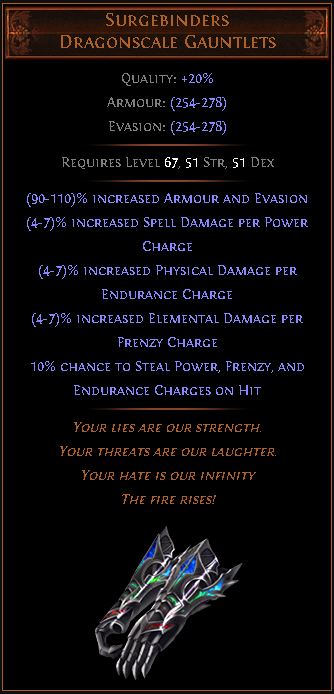 Surgebinders
Dragonscale Gauntlets
Quality: +20%
Armour: (254-278)
Evasion: (254-278)
Requires Level 67, 51 Str, 51 Dex
(90-110)% increased Armour and Evasion
(4-7)% increased Spell Damage per Power
Charge
(4-7)% increased Physical Damage per
Endurance Charge
(4-7)% increased Elemental Damage per
Frenzy Charge
10% chance to Steal Power, Frenzy, and
Endurance Charges on Hit
Your lies are our strength.
Your threats are our laughter.
Your hate is our infinity
The fire rises!